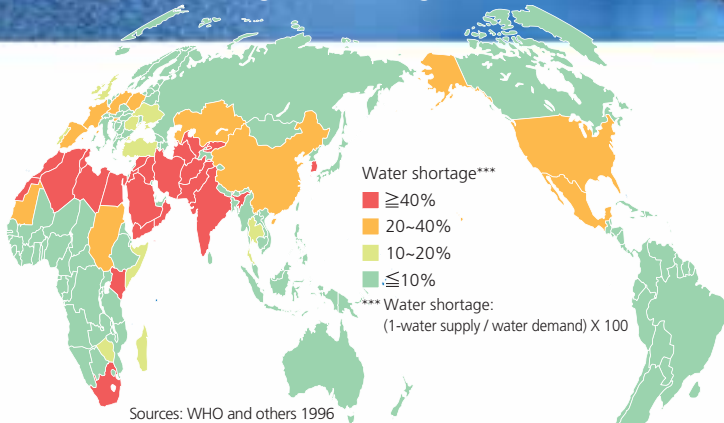 Water shortage***
≧40%
20~40%
10~20%
≦10%
*** Water shortage:
(1-water supply / water demand) X 100
Sources: WHO and others 1996